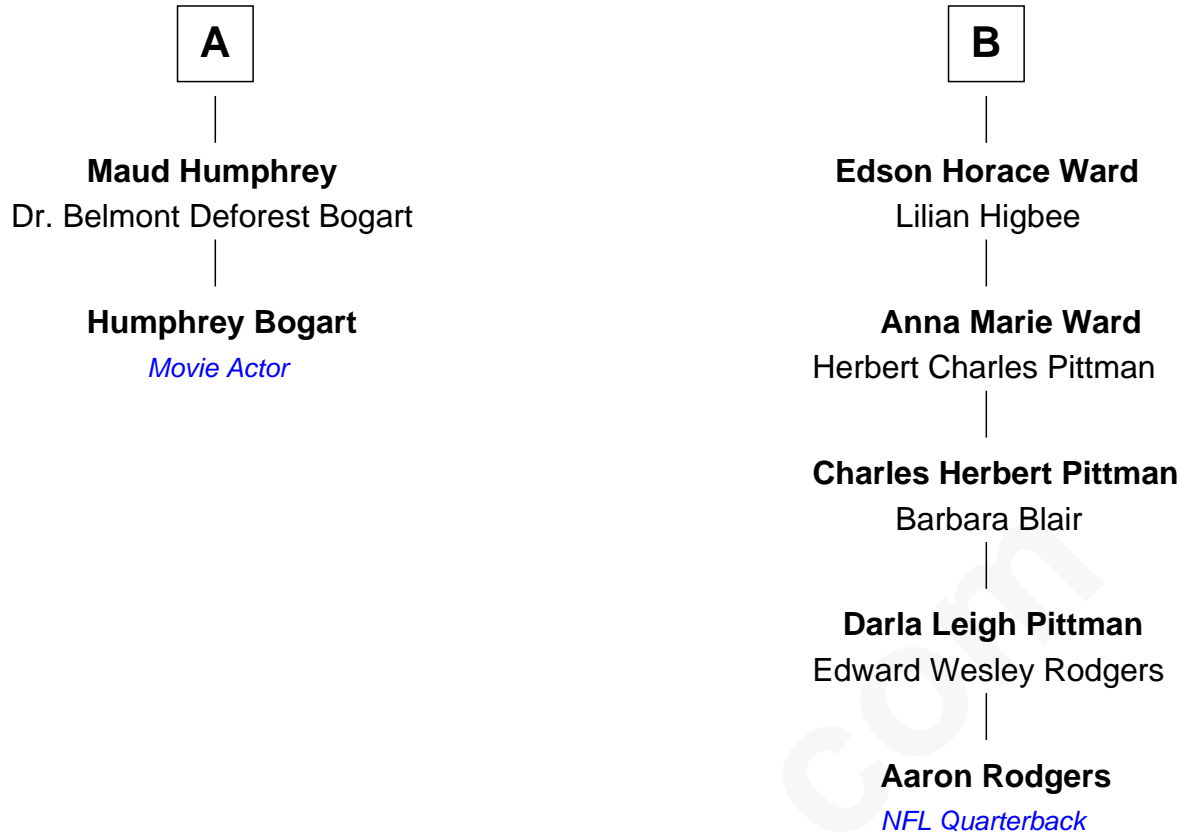 A
Maud Humphrey
Dr. Belmont Deforest Bogart
Humphrey Bogart
Movie Actor
B
Edson Horace Ward
Lilian Higbee
Anna Marie Ward
Herbert Charles Pittman
Charles Herbert Pittman
Barbara Blair
Darla Leigh Pittman
Edward Wesley Rodgers
Aaron Rodgers
NFL Quarterback
com